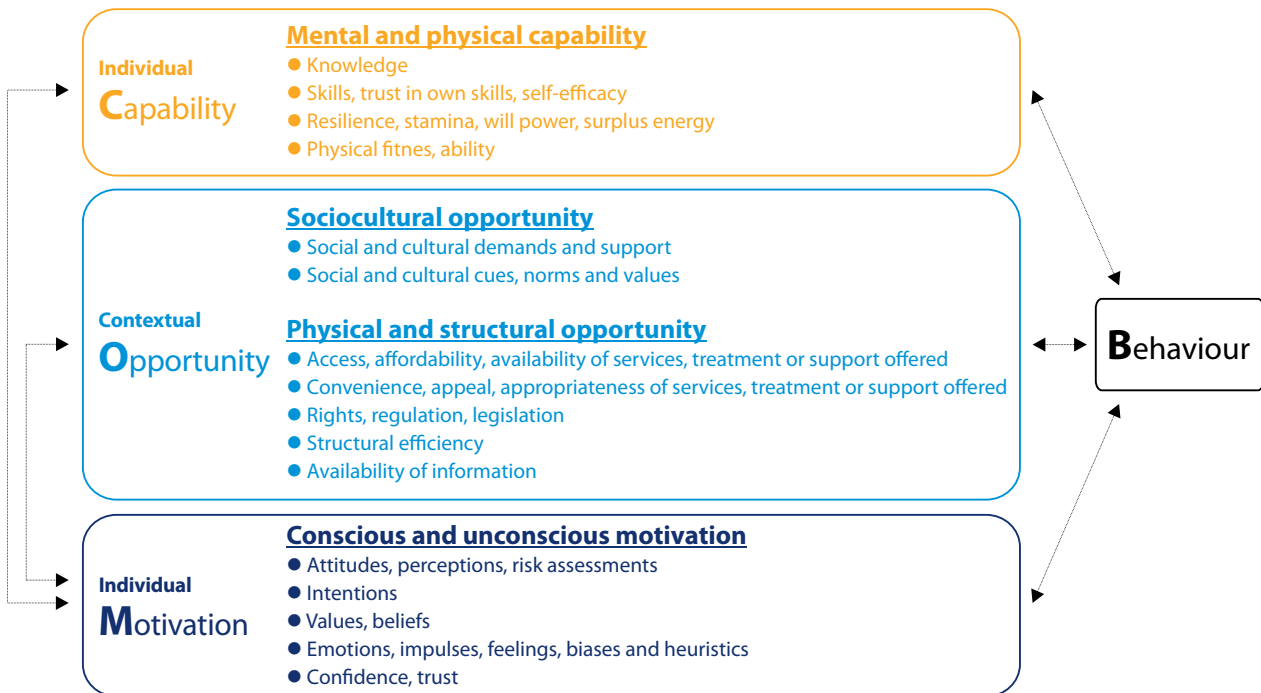 Individual
Capability
Mental and physical capability
● Knowledge
● Skills, trust in own skills, self-efficacy
● Resilience, stamina, will power, surplus energy
● Physical fitnes, ability
Contextual
Opportunity
Sociocultural opportunity
● Social and cultural demands and support
● Social and cultural cues, norms and values
Physical and structural opportunity
● Access, affordability, availability of services, treatment or support offered
● Convenience, appeal, appropriateness of services, treatment or support offered
● Rights, regulation, legislation
● Structural efficiency
● Availability of information
Individual
Motivation
Conscious and unconscious motivation
● Attitudes, perceptions, risk assessments
● Intentions
● Values, beliefs
● Emotions, impulses, feelings, biases and heuristics
● Confidence, trust
Behaviour